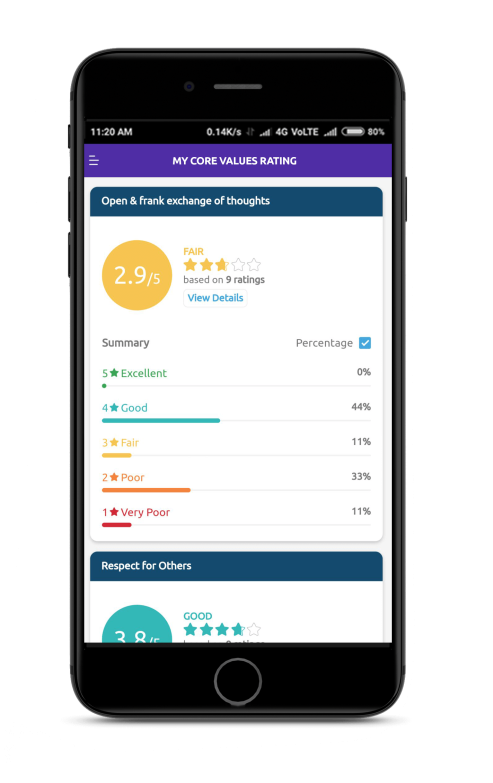 11:20 AM 0.14K/s 4G VoLTE 80%
MY CORE VALUES RATING
Open & frank exchange of thoughts
FAIR
2.9/5
based on 9 ratings
View Details
Summary Percentage
5★Excellent 0%
4★Good 44%
3★Fair 11%
2★Poor 33%
1★Very Poor 11%
Respect for Others
GOOD
3.8/5